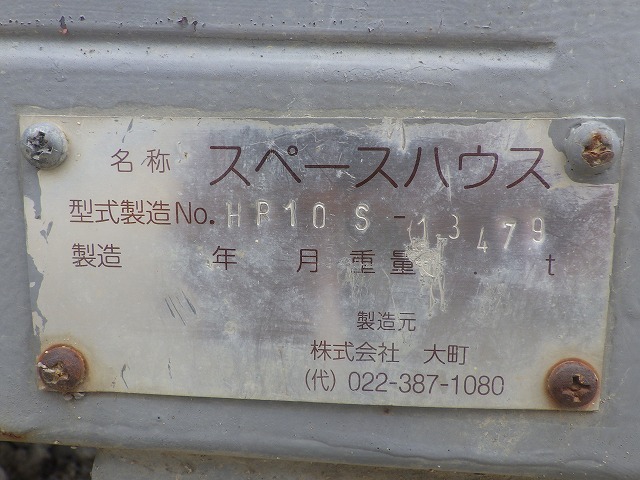 名称 スペースハウス
型式製造No. HP10S-13479
製造 年 月 重量 . t
製造元
株式会社 大町
(代) 022-387-1080